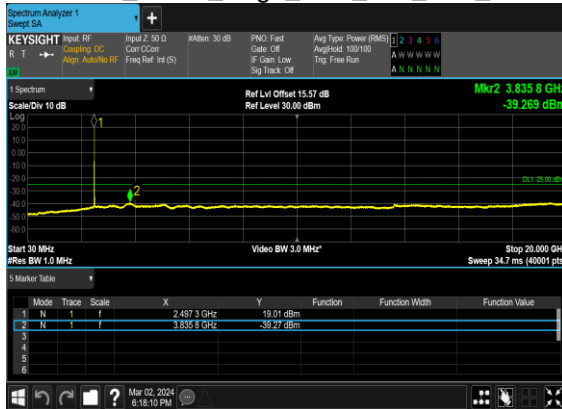 Spectrum Analyzer 1
Swept SA
+
KEYSIGHT Input: RF Input Z: 50 Ω #Atten: 30 dB PNO: Fast Avg Type: Power (RMS) 1 2 3 4 5 6
R T Coupling: DC Corr CCorr Gate: Off Avg|Hold: 100/100 A W W W W W
Align: Auto/No RF Freq Ref: Int (S) IF Gain: Low Trig: Free Run
LXI Sig Track: Off A N N N N N
1 Spectrum Ref Lvl Offset 15.57 dB Mkr2 3.835 8 GHz
Scale/Div 10 dB Ref Level 30.00 dBm -39.269 dBm
Log
20.0 1
10.0
0.00
-10.0
-20.0 DL1 -25.00 dBm
-30.0 2
-40.0
-50.0
-60.0
Start 30 MHz Video BW 3.0 MHz* Stop 20.000 GHz
#Res BW 1.0 MHz Sweep 34.7 ms (40001 pts)
5 Marker Table
Mode Trace Scale X Y Function Function Width Function Value
1 N 1 f 2.497 3 GHz 19.01 dBm
2 N 1 f 3.835 8 GHz -39.27 dBm
3
4
5
6
? Mar 02, 2024
6:18:10 PM